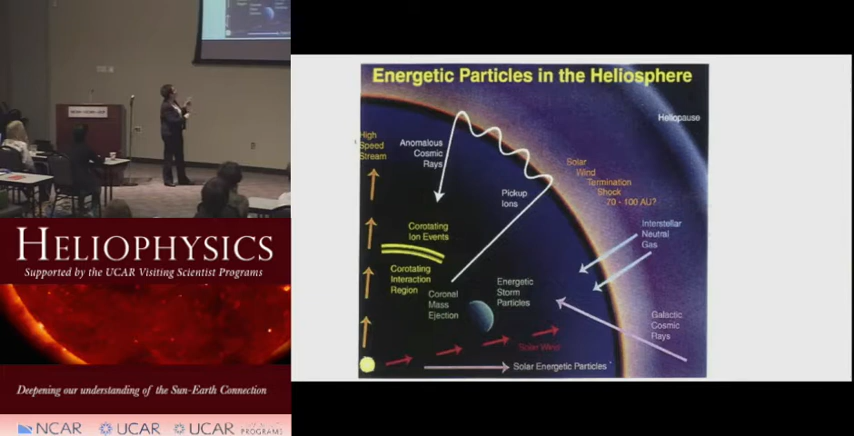 HELIOPHYSICS
Supported by the UCAR Visiting Scientist Programs
Deepening our understanding of the Sun-Earth Connection
NCAR
UCAR
UCAR PROGRAMS
Energetic Particles in the Heliosphere
Heliopause
High
Speed
Stream
Anomalous
Cosmic
Rays
Pickup
Ions
Solar
Wind
Termination
Shock
70 - 100 AU?
Interstellar
Neutral
Gas
Corotating
Ion Events
Corotating
Interaction
Region
Coronal
Mass
Ejection
Energetic
Storm
Particles
Galactic
Cosmic
Rays
Solar Wind
Solar Energetic Particles